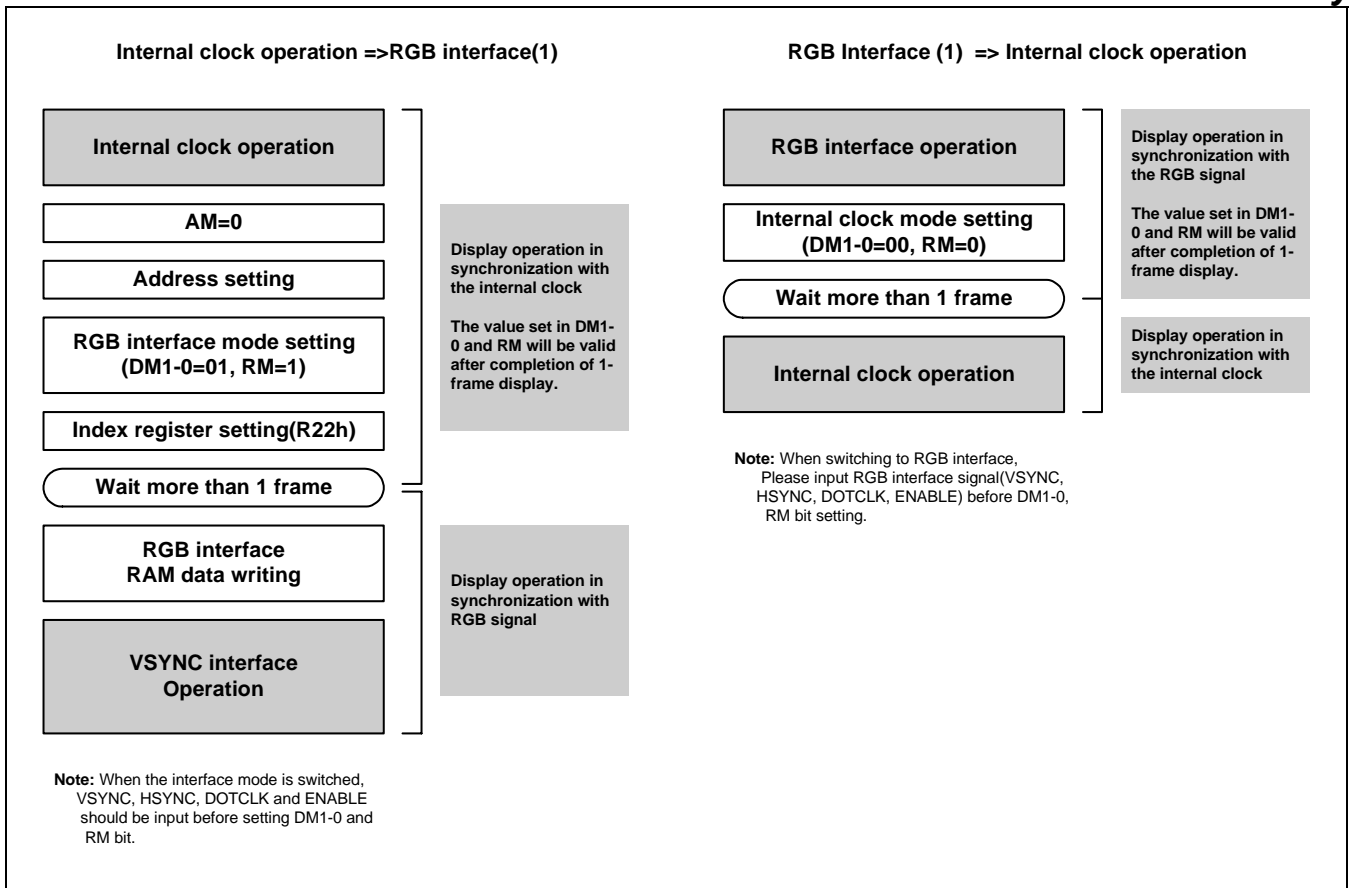 y
Internal clock operation =>RGB interface(1)
Internal clock operation
AM=0
Address setting
RGB interface mode setting
(DM1-0=01, RM=1)
Index register setting(R22h)
Wait more than 1 frame
RGB interface
RAM data writing
VSYNC interface
Operation
Display operation in
synchronization with
the internal clock
The value set in DM1-
0 and RM will be valid
after completion of 1-
frame display.
Display operation in
synchronization with
RGB signal
Note: When the interface mode is switched,
VSYNC, HSYNC, DOTCLK and ENABLE
should be input before setting DM1-0 and
RM bit.
RGB Interface (1) => Internal clock operation
RGB interface operation
Internal clock mode setting
(DM1-0=00, RM=0)
Wait more than 1 frame
Internal clock operation
Display operation in
synchronization with
the RGB signal
The value set in DM1-
0 and RM will be valid
after completion of 1-
frame display.
Display operation in
synchronization with
the internal clock
Note: When switching to RGB interface,
Please input RGB interface signal(VSYNC,
HSYNC, DOTCLK, ENABLE) before DM1-0,
RM bit setting.